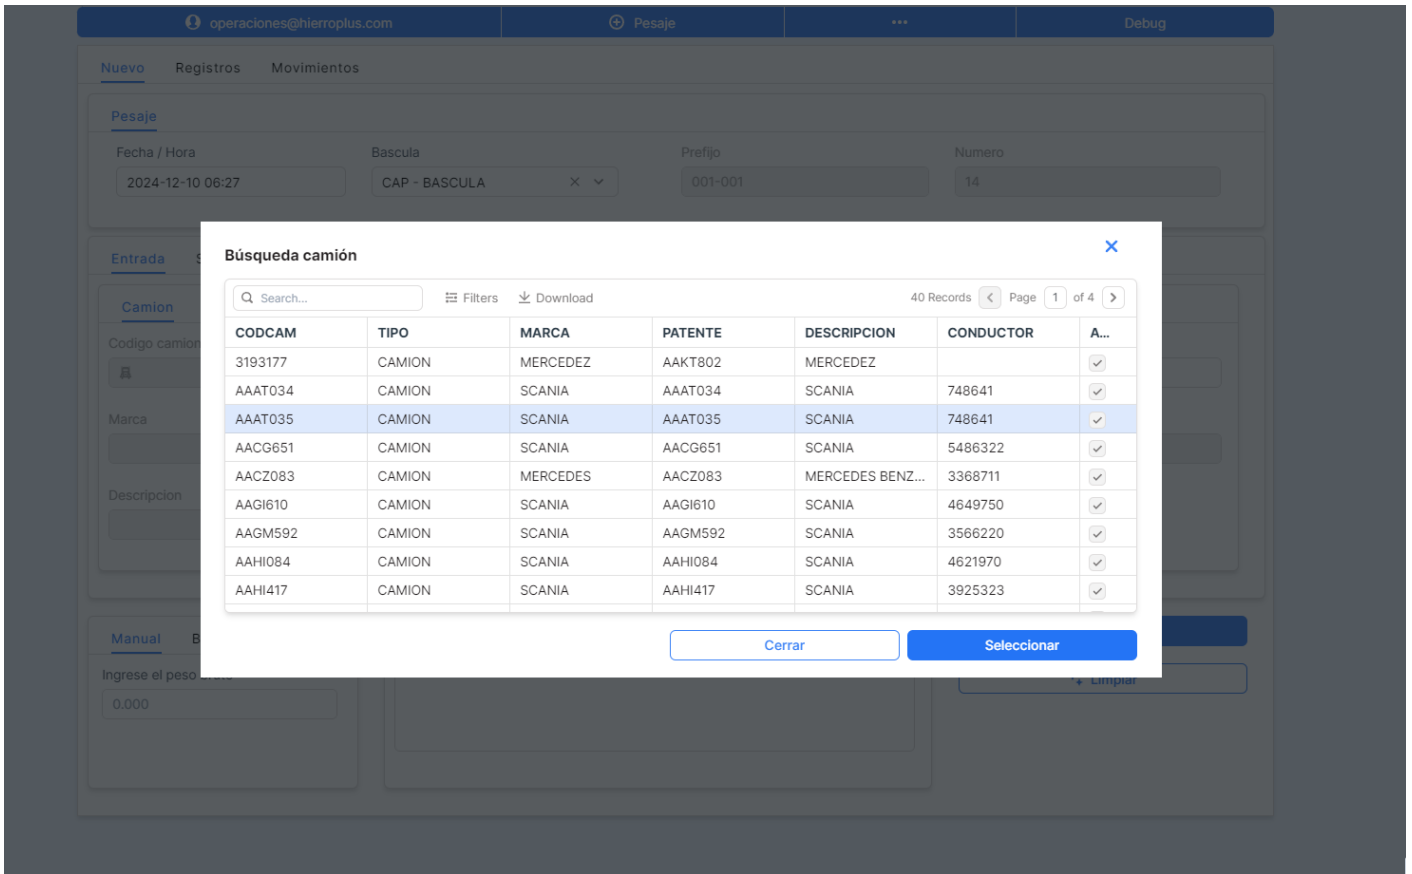 operaciones@hierroplus.com Pesaje ... Debug
Nuevo Registros Movimientos
Pesaje
Fecha / Hora Bascula Prefijo Numero
2024-12-10 06:27 CAP - BASCULA 001-001 14
Búsqueda camión
Entrada
Search... Filters Download 40 Records Page 1 of 4
Camion
CODCAM TIPO MARCA PATENTE DESCRIPCION CONDUCTOR A...
Codigo camion
3193177 CAMION MERCEDEZ AAKT802 MERCEDEZ
AAAT034 CAMION SCANIA AAAT034 SCANIA 748641
Marca
AAAT035 CAMION SCANIA AAAT035 SCANIA 748641
AACG651 CAMION SCANIA AACG651 SCANIA 5486322
AACZ083 CAMION MERCEDES AACZ083 MERCEDES BENZ... 3368711
Descripcion
AAGI610 CAMION SCANIA AAGI610 SCANIA 4649750
AAGM592 CAMION SCANIA AAGM592 SCANIA 3566220
AAHI084 CAMION SCANIA AAHI084 SCANIA 4621970
AAHI417 CAMION SCANIA AAHI417 SCANIA 3925323
Manual B
Cerrar Seleccionar
Ingrese el peso
Limpiar
0.000